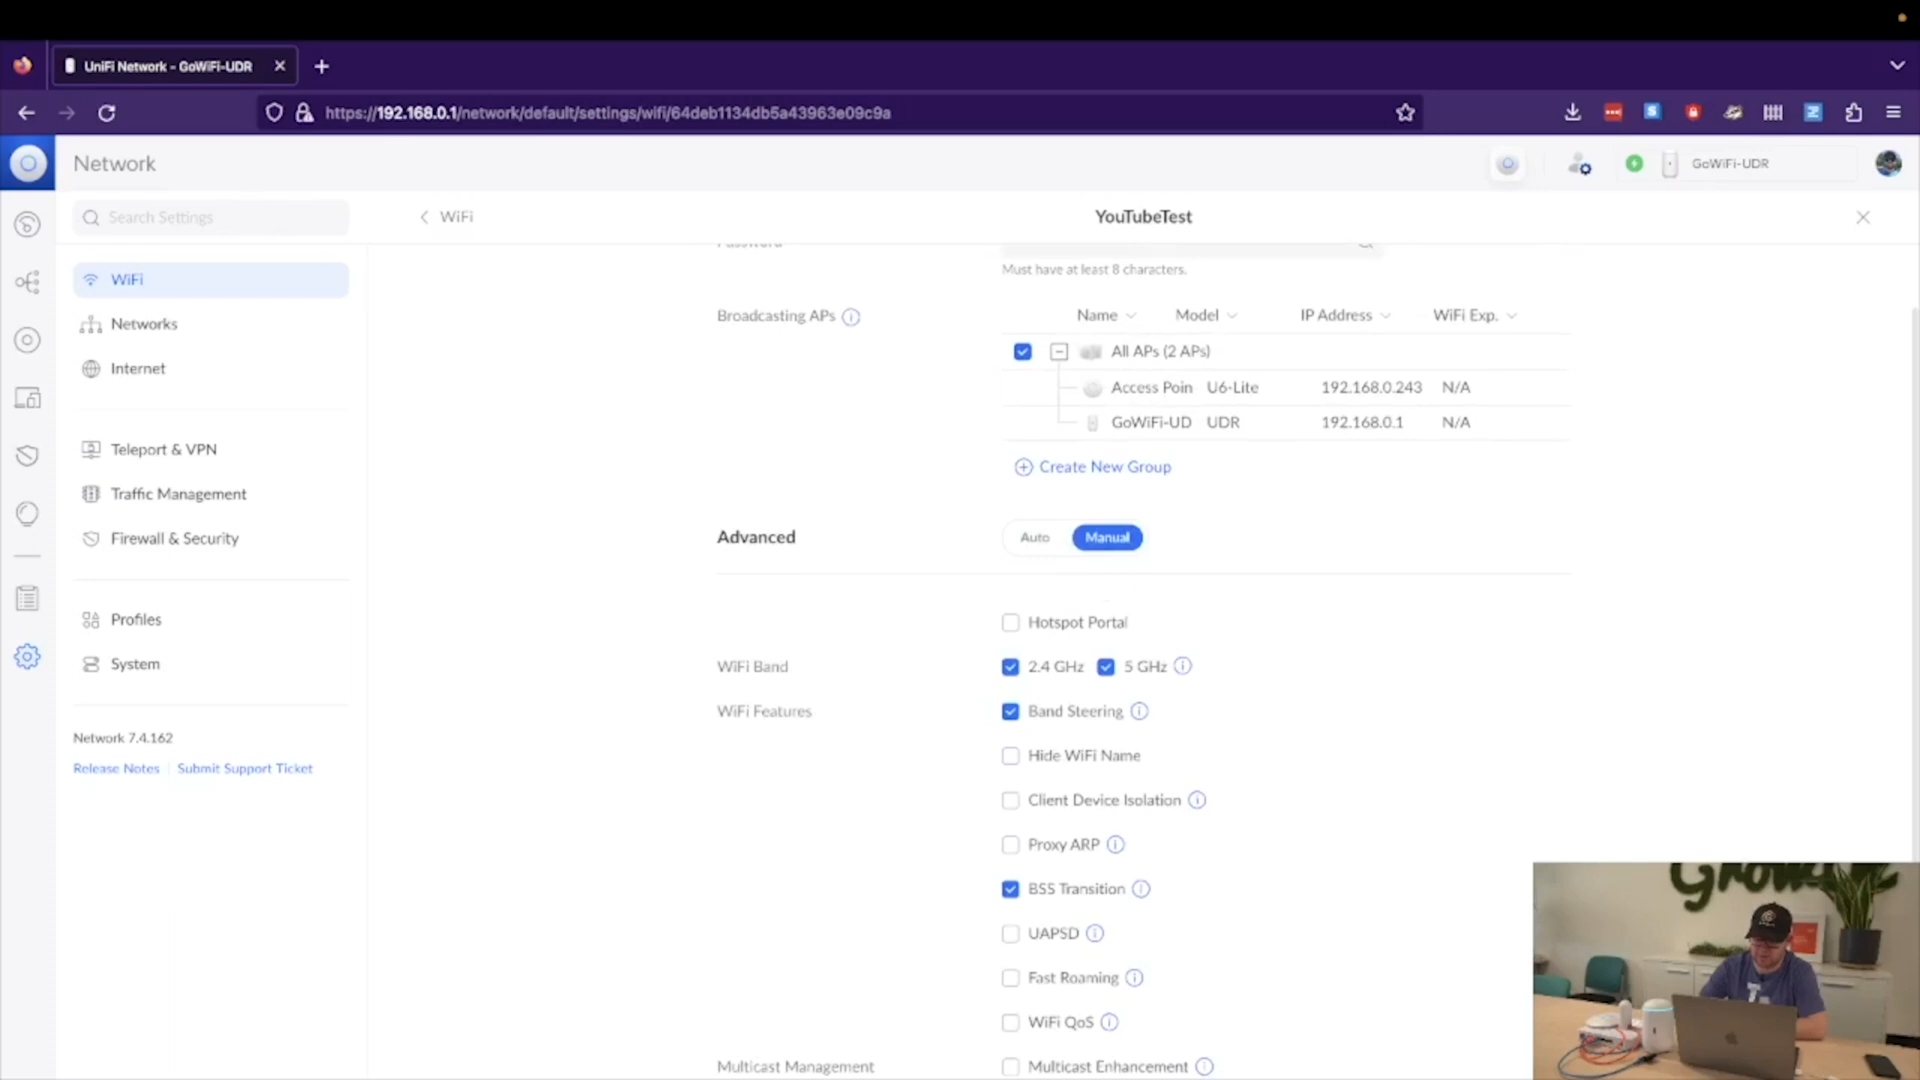 UniFi Network - GoWiFi-UDR
https://192.168.0.1/network/default/settings/wifi/64deb1134db5a43963e09c9a
Network
GoWiFi-UDR
Search Settings
WiFi
YouTubeTest
WiFi
Networks
Internet
Teleport & VPN
Traffic Management
Firewall & Security
Profiles
System
Network 7.4.162
Release Notes Submit Support Ticket
Password
Must have at least 8 characters.
Broadcasting APs
Name Model IP Address WiFi Exp.
All APs (2 APs)
Access Poin U6-Lite 192.168.0.243 N/A
GoWiFi-UD UDR 192.168.0.1 N/A
Create New Group
Advanced Auto Manual
Hotspot Portal
WiFi Band 2.4 GHz 5 GHz
WiFi Features Band Steering
Hide WiFi Name
Client Device Isolation
Proxy ARP
BSS Transition
UAPSD
Fast Roaming
WiFi QoS
Multicast Management Multicast Enhancement